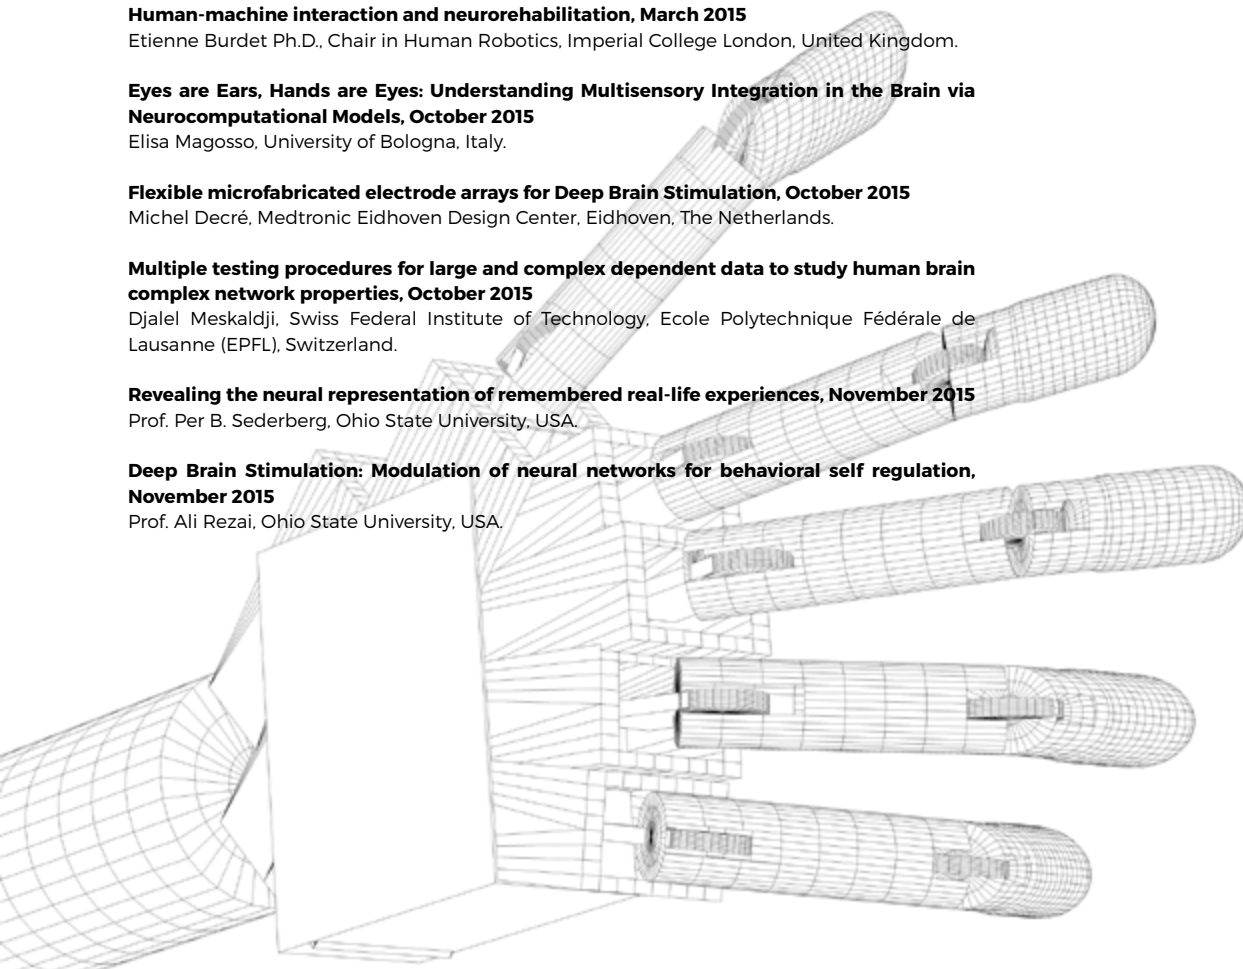 Human-machine interaction and neurorehabilitation, March 2015
Etienne Burdet Ph.D., Chair in Human Robotics, Imperial College London, United Kingdom.
Eyes are Ears, Hands are Eyes: Understanding Multisensory Integration in the Brain via
Neurocomputational Models, October 2015
Elisa Magosso, University of Bologna, Italy.
Flexible microfabricated electrode arrays for Deep Brain Stimulation, October 2015
Michel Decré, Medtronic Eidhoven Design Center, Eidhoven, The Netherlands.
Multiple testing procedures for large and complex dependent data to study human brain
complex network properties, October 2015
Djalel Meskaldji, Swiss Federal Institute of Technology, Ecole Polytechnique Fédérale de
Lausanne (EPFL), Switzerland.
Revealing the neural representation of remembered real-life experiences, November 2015
Prof. Per B. Sederberg, Ohio State University, USA.
Deep Brain Stimulation: Modulation of neural networks for behavioral self regulation,
November 2015
Prof. Ali Rezai, Ohio State University, USA.